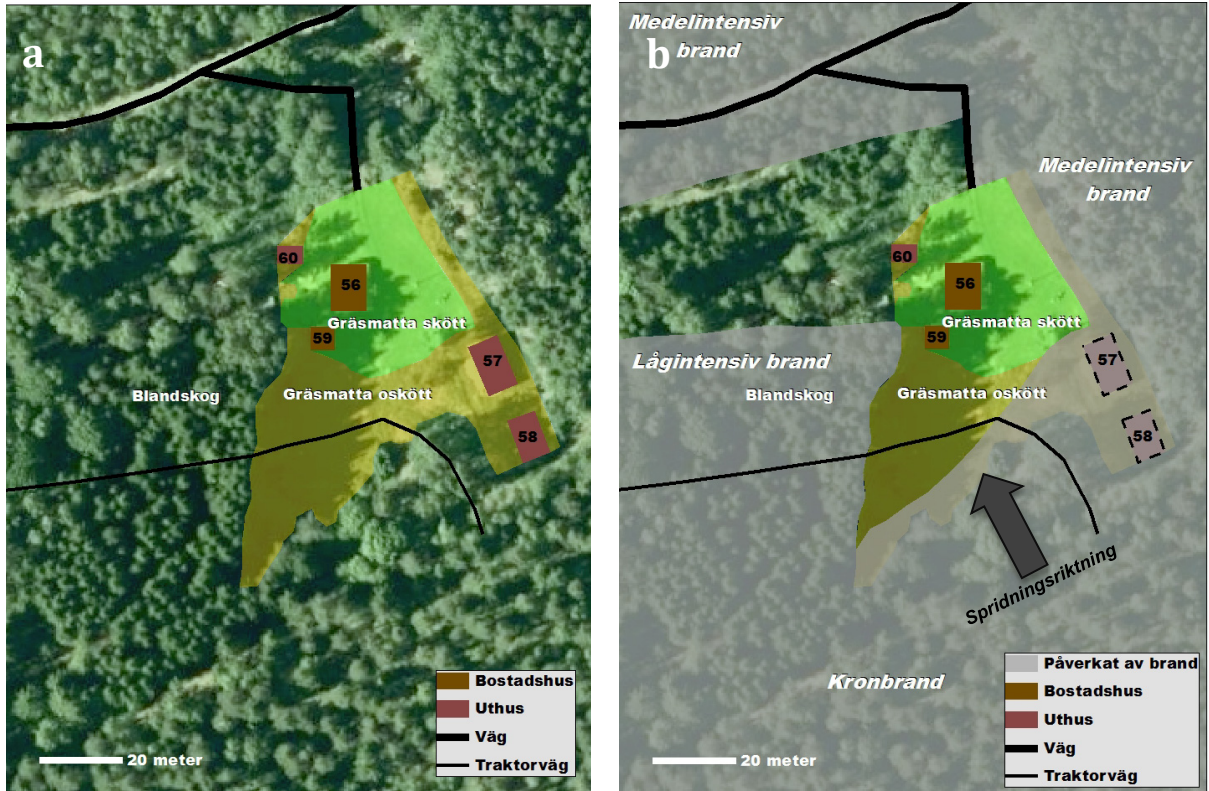 a
60
56
Gräsmatta skött
59
57
Blandskog
Gräsmatta oskött
58
Bostadshus
Uthus
Väg
Traktorväg
20 meter
b
Medelintensiv
brand
Medelintensiv
brand
60
56
Gräsmatta skött
59
Lågintensiv brand
57
Blandskog
Gräsmatta oskött
58
Spridningsriktning
Kronbrand
Påverkat av brand
Bostadshus
Uthus
Väg
Traktorväg
20 meter